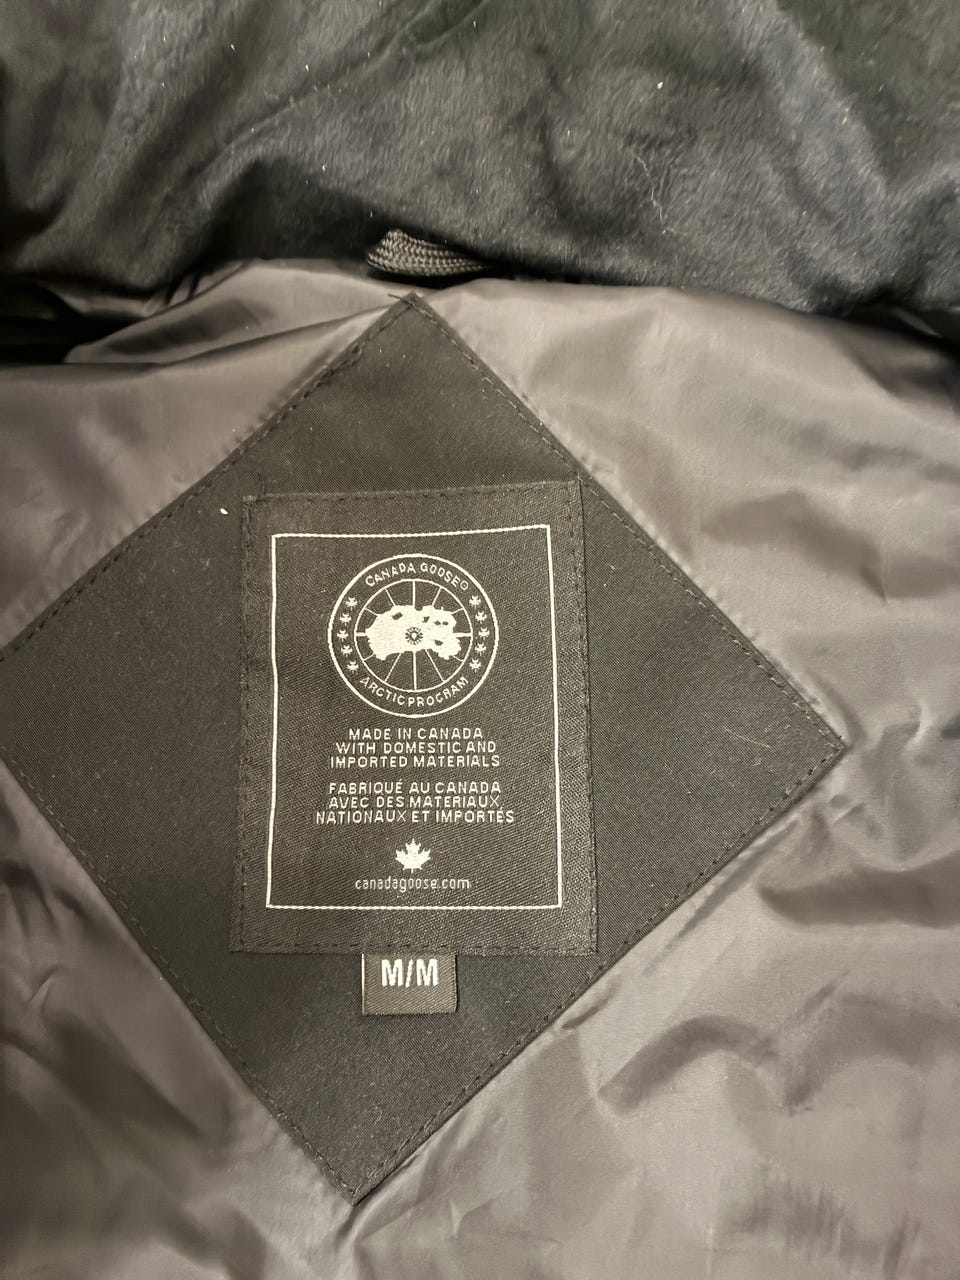 CANADA GOOSE®
ARCTIC PROGRAM
MADE IN CANADA
WITH DOMESTIC AND
IMPORTED MATERIALS
FABRIQUÉ AU CANADA
AVEC DES MATERIAUX
NATIONAUX ET IMPORTÉS
canadagoose.com
M/M